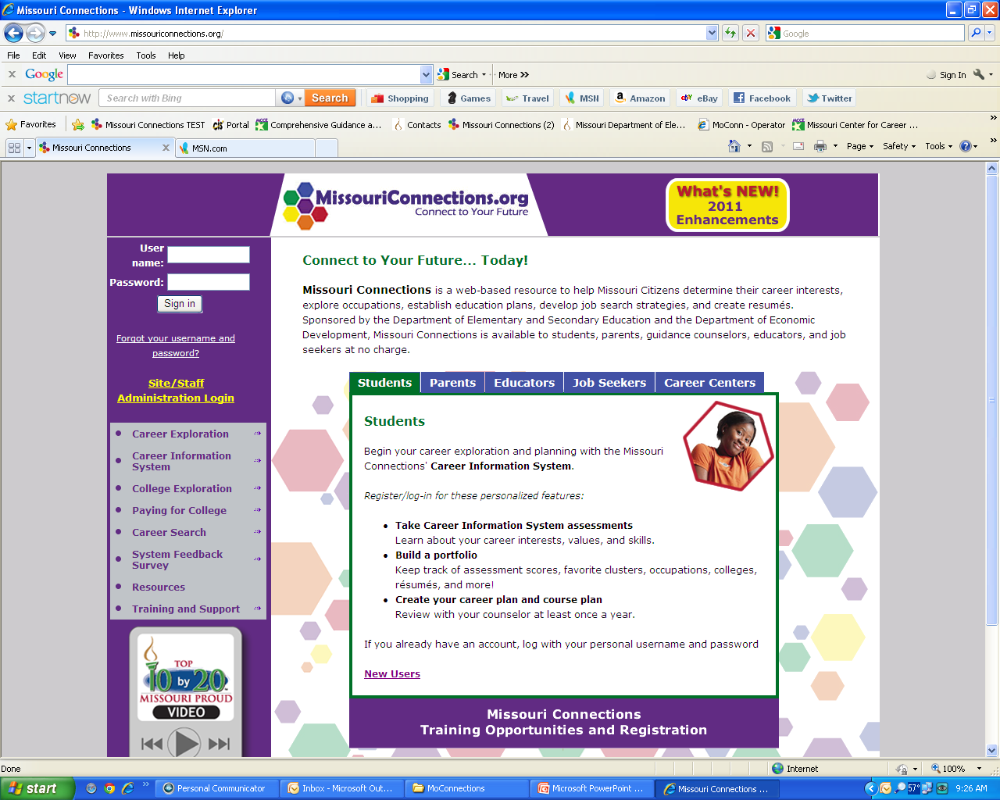 Missouri Connections - Windows Internet Explorer
http://www.missouriconnections.org/
Google
File Edit View Favorites Tools Help
x Google Search More >> Sign In
x startnow Search with Bing Search Shopping Games Travel MSN Amazon eBay Facebook Twitter
Favorites Missouri Connections TEST Portal Comprehensive Guidance a... Contacts Missouri Connections (2) Missouri Department of Ele... MoConn - Operator Missouri Center for Career ...
Missouri Connections MSN.com Page Safety Tools
MissouriConnections.org
Connect to Your Future
What's NEW!
2011
Enhancements
User name:
Password:
Sign in
Forgot your username and
password?
Site/Staff
Administration Login
Career Exploration
Career Information
System
College Exploration
Paying for College
Career Search
System Feedback
Survey
Resources
Training and Support
TOP
10 by 20
MISSOURI PROUD
VIDEO
Connect to Your Future... Today!
Missouri Connections is a web-based resource to help Missouri Citizens determine their career interests,
explore occupations, establish education plans, develop job search strategies, and create resumés.
Sponsored by the Department of Elementary and Secondary Education and the Department of Economic
Development, Missouri Connections is available to students, parents, guidance counselors, educators, and job
seekers at no charge.
Students Parents Educators Job Seekers Career Centers
Students
Begin your career exploration and planning with the Missouri
Connections' Career Information System.
Register/log-in for these personalized features:
• Take Career Information System assessments
Learn about your career interests, values, and skills.
• Build a portfolio
Keep track of assessment scores, favorite clusters, occupations, colleges,
résumés, and more!
• Create your career plan and course plan
Review with your counselor at least once a year.
If you already have an account, log with your personal username and password
New Users
Missouri Connections
Training Opportunities and Registration
Done Internet 100%
start Personal Communicator Inbox - Microsoft Out... MoConnections Microsoft PowerPoint ... Missouri Connections ... 57° 9:26 AM